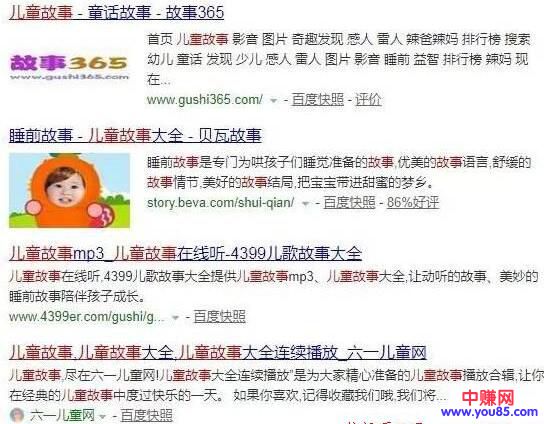 儿童故事 - 童话故事 - 故事365
故事365
www.gushi365.com
首页 儿童故事 影音 图片 奇趣发现 感人 雷人 辣爸辣妈 排行榜 搜索
幼儿 童话 发现 少儿 感人 雷人 图片 影音 睡前 益智 排行榜 辣妈 现
在...
www.gushi365.com/ - 百度快照 - 评价
睡前故事 - 儿童故事大全 - 贝瓦故事
睡前故事是专门为哄孩子们睡觉准备的故事,优美的故事语言,舒缓的
故事情节,美好的故事结局,把宝宝带进甜蜜的梦乡。
story.beva.com/shui-qian/ - 百度快照 - 86%好评
儿童故事mp3_儿童故事在线听-4399儿歌故事大全
儿童故事在线听,4399儿歌故事大全提供儿童故事mp3、儿童故事大全,让动听的故事、美妙的
睡前故事陪伴孩子成长。
www.4399er.com/gushi/g... - 百度快照
儿童故事,儿童故事大全,儿童故事大全连续播放_六一儿童网
儿童故事,尽在六一儿童网!儿童故事大全连续播放"是为大家精心准备的儿童故事播放合辑,让你
在经典的儿童故事中度过快乐的一天。 如果你喜欢,记得收藏我们哦,我们将...
六一儿童网 - 百度快照
中赚网
www.you85.com